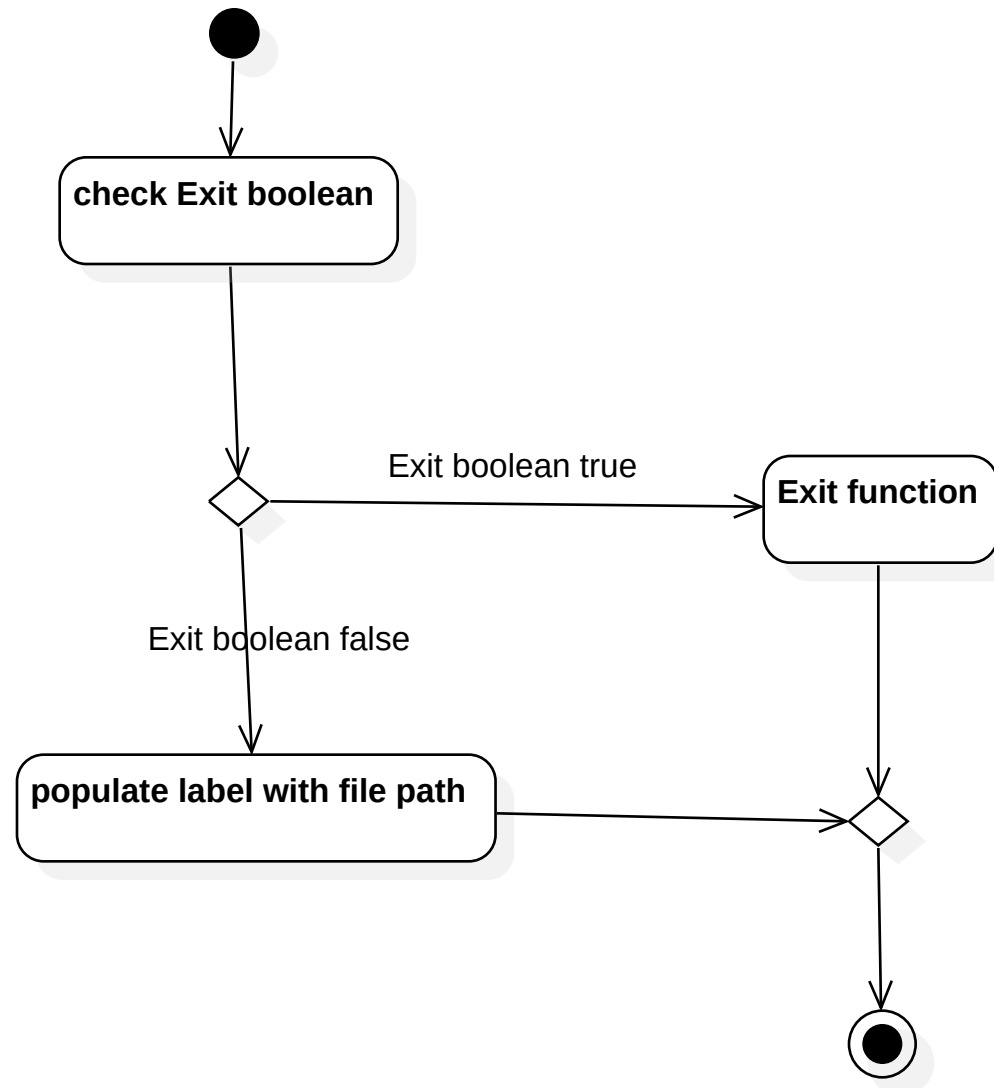 check Exit boolean
Exit boolean true
Exit function
Exit boolean false
populate label with file path